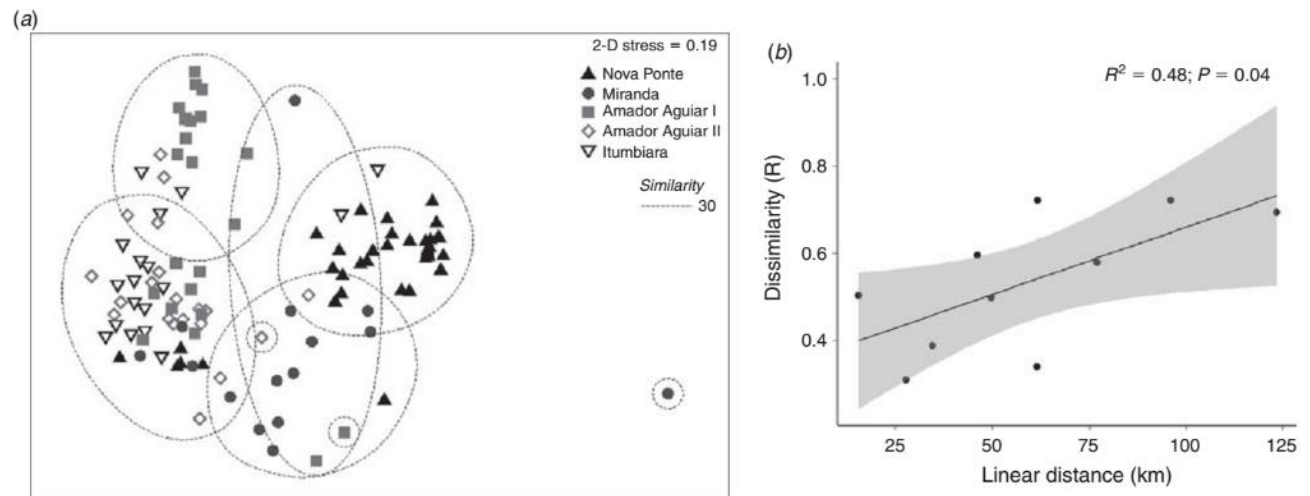 (a)
2-D stress = 0.19
Nova Ponte
Miranda
Amador Aguiar I
Amador Aguiar II
Itumbiara
Similarity
30
(b)
R² = 0.48; P = 0.04
1.0
0.8
0.6
0.4
Dissimilarity (R)
25 50 75 100 125
Linear distance (km)